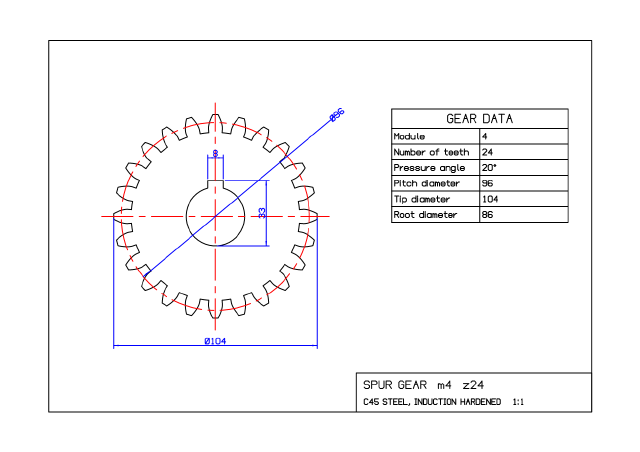 Ø96
8
33
Ø104
GEAR DATA
Module 4
Number of teeth 24
Pressure angle 20°
Pitch diameter 96
Tip diameter 104
Root diameter 86
SPUR GEAR m4 z24
C45 STEEL, INDUCTION HARDENED 1:1